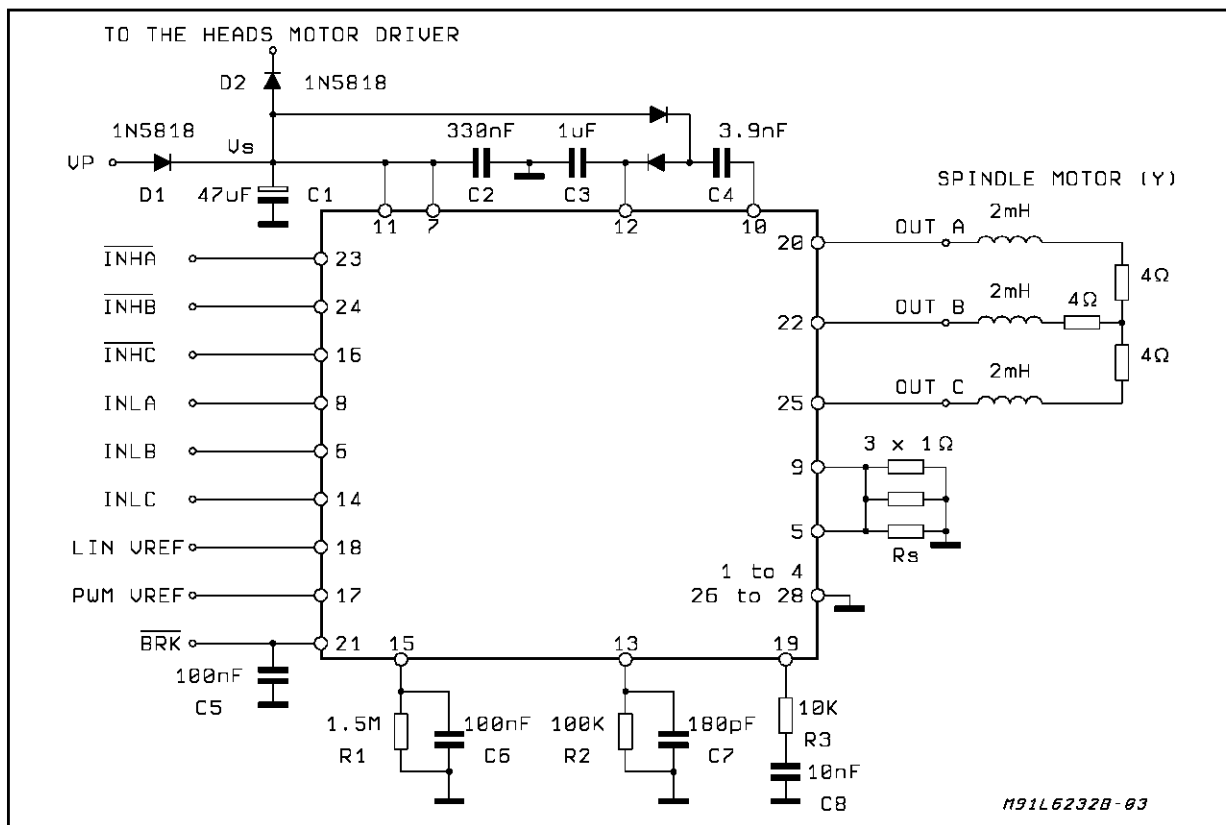 TO THE HEADS MOTOR DRIVER
D2 1N5818
1N5818
Vs
330nF 1uF 3.9nF
VP
D1 47uF C1 C2 C3 C4
SPINDLE MOTOR (Y)
11 7 12 10
2mH
20 OUT A
INHA 23
4Ω
2mH
4Ω
INHB 24
22 OUT B
INHC 16
4Ω
2mH
INLA 8
25 OUT C
INLB 6
3 x 1Ω
9
INLC 14
5
Rs
LIN VREF 18
1 to 4
PWM VREF 17
26 to 28
BRK 21
15 13 19
100nF
C5
1.5M
R1
100nF
C6
100K
R2
180pF
C7
10K
R3
10nF
C8
M91L6232B-03